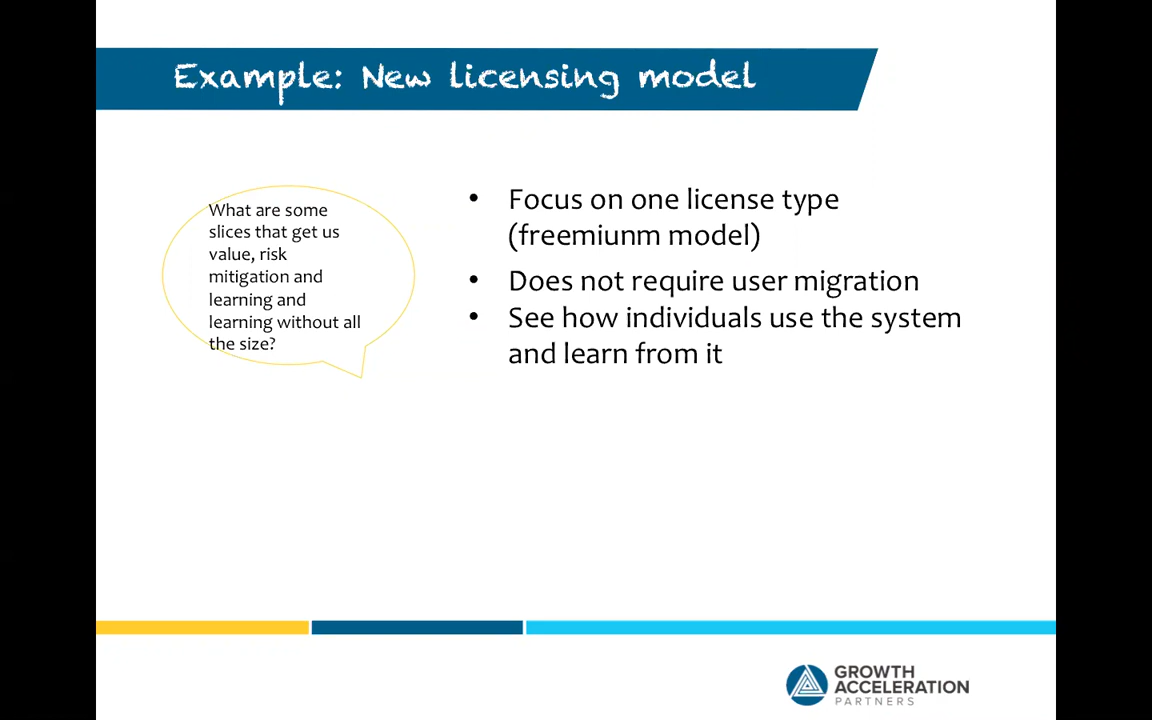 Example: New licensing model
What are some
slices that get us
value, risk
mitigation and
learning and
learning without all
the size?
• Focus on one license type
(freemiunm model)
• Does not require user migration
• See how individuals use the system
and learn from it
GROWTH
ACCELERATION
PARTNERS